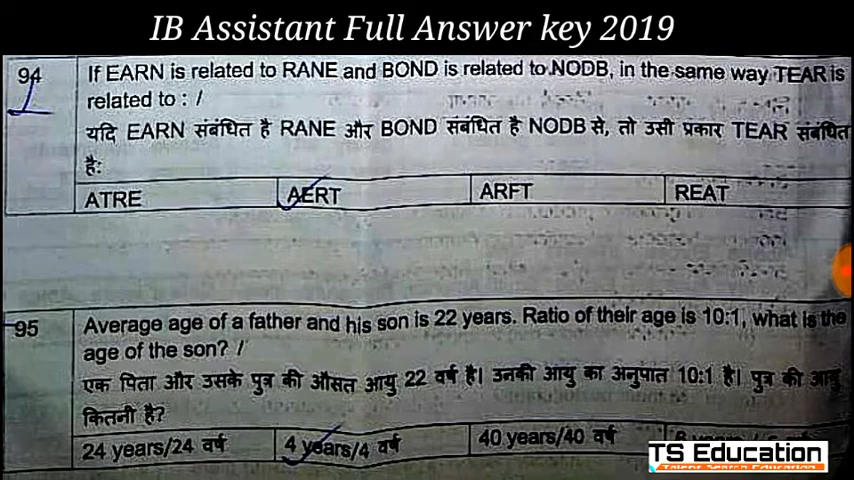 IB Assistant Full Answer key 2019
94
If EARN is related to RANE and BOND is related to NODB, in the same way TEAR is
related to : /
यदि EARN संबंधित है RANE और BOND संबंधित है NODB से, तो उसी प्रकार TEAR संबंधित
है:
ATRE AERT ARFT REAT
95
Average age of a father and his son is 22 years. Ratio of their age is 10:1, what is the
age of the son? /
एक पिता और उसके पुत्र की औसत आयु 22 वर्ष है। उनकी आयु का अनुपात 10:1 है। पुत्र की आयु
कितनी है?
24 years/24 वर्ष 4 years/4 वर्ष 40 years/40 वर्ष
TS Education
Talent Search Education